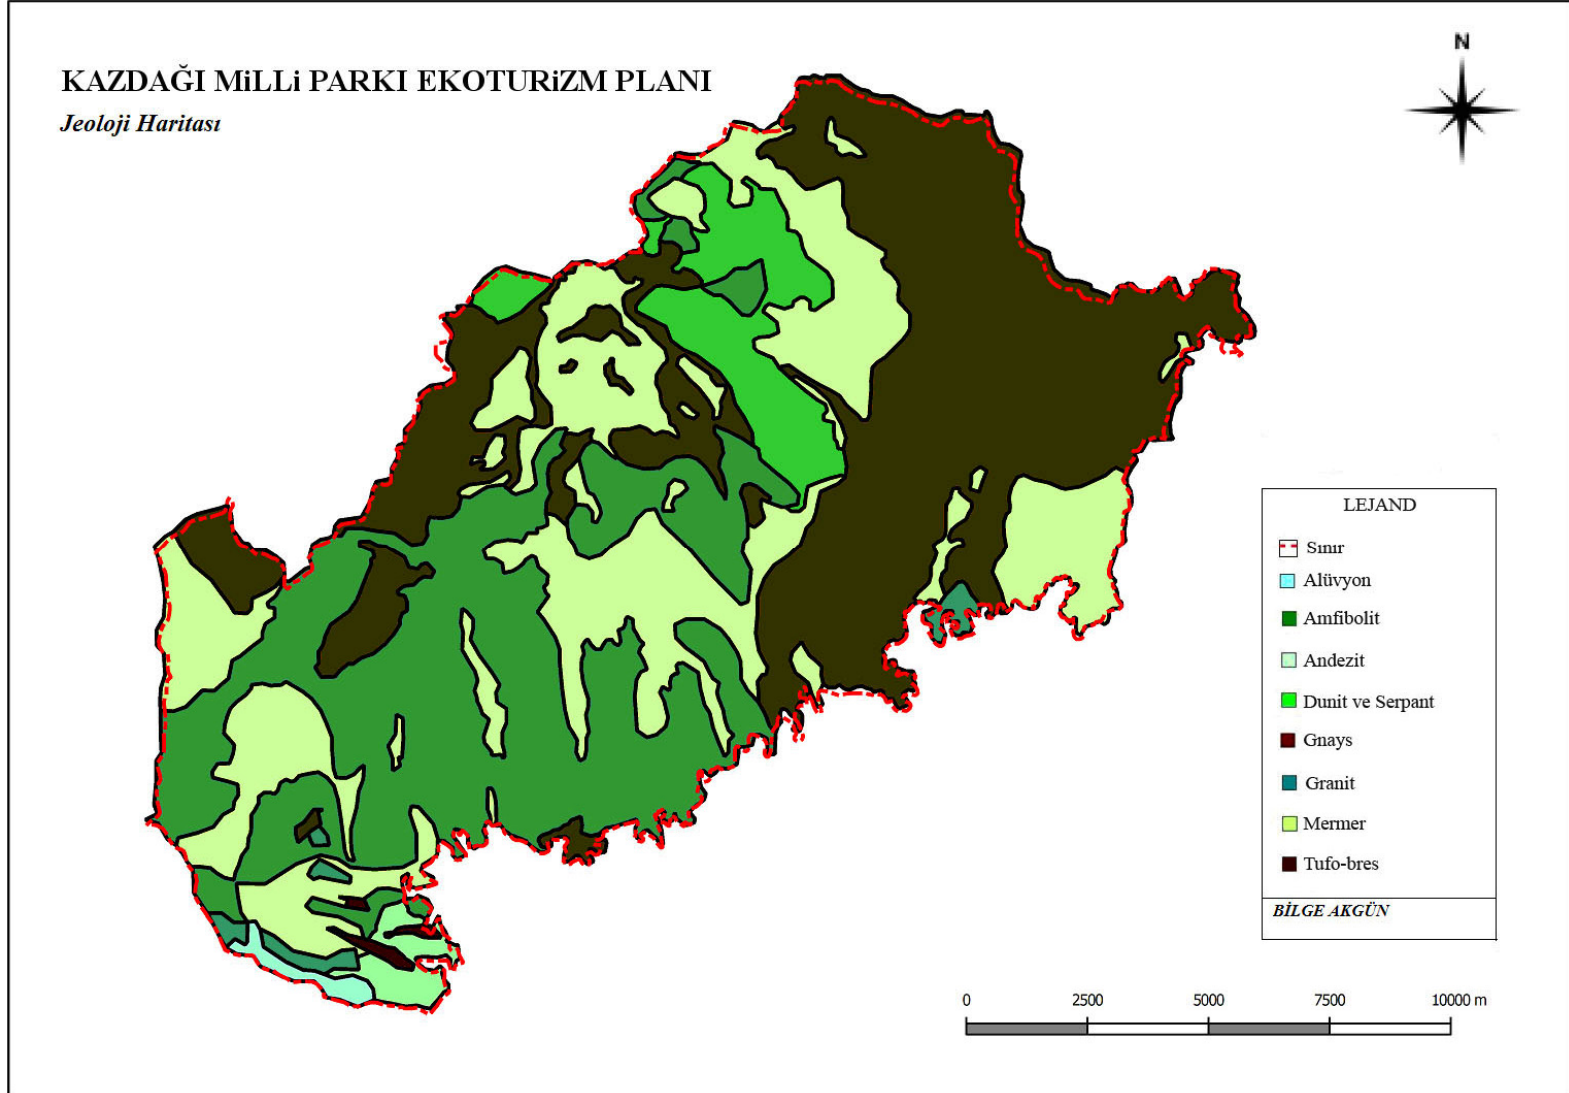 KAZDAĞI MiLLi PARKI EKOTURiZM PLANI
Jeoloji Haritası
N
LEJAND
Sınır
Alüvyon
Amfibolit
Andezit
Dunit ve Serpant
Gnays
Granit
Mermer
Tufo-bres
BİLGE AKGÜN
0 2500 5000 7500 10000 m